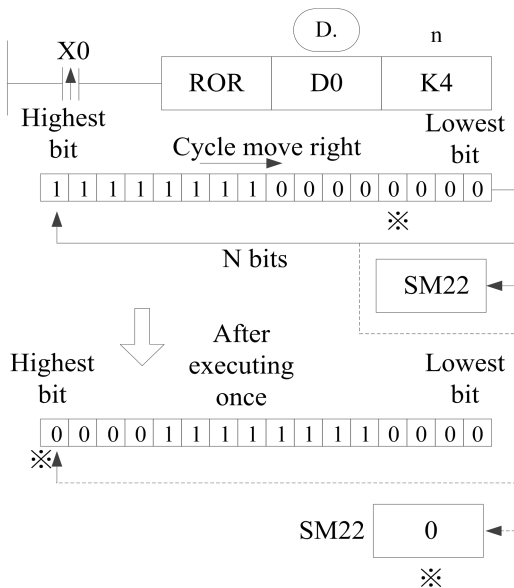 D.
n
X0
ROR D0 K4
Highest bit
Cycle move right
Lowest bit
1 1 1 1 1 1 1 1 0 0 0 0 0 0 0 0
※
N bits
SM22
After executing once
Highest bit
Lowest bit
0 0 0 0 1 1 1 1 1 1 1 1 0 0 0 0
※
SM22 0
※